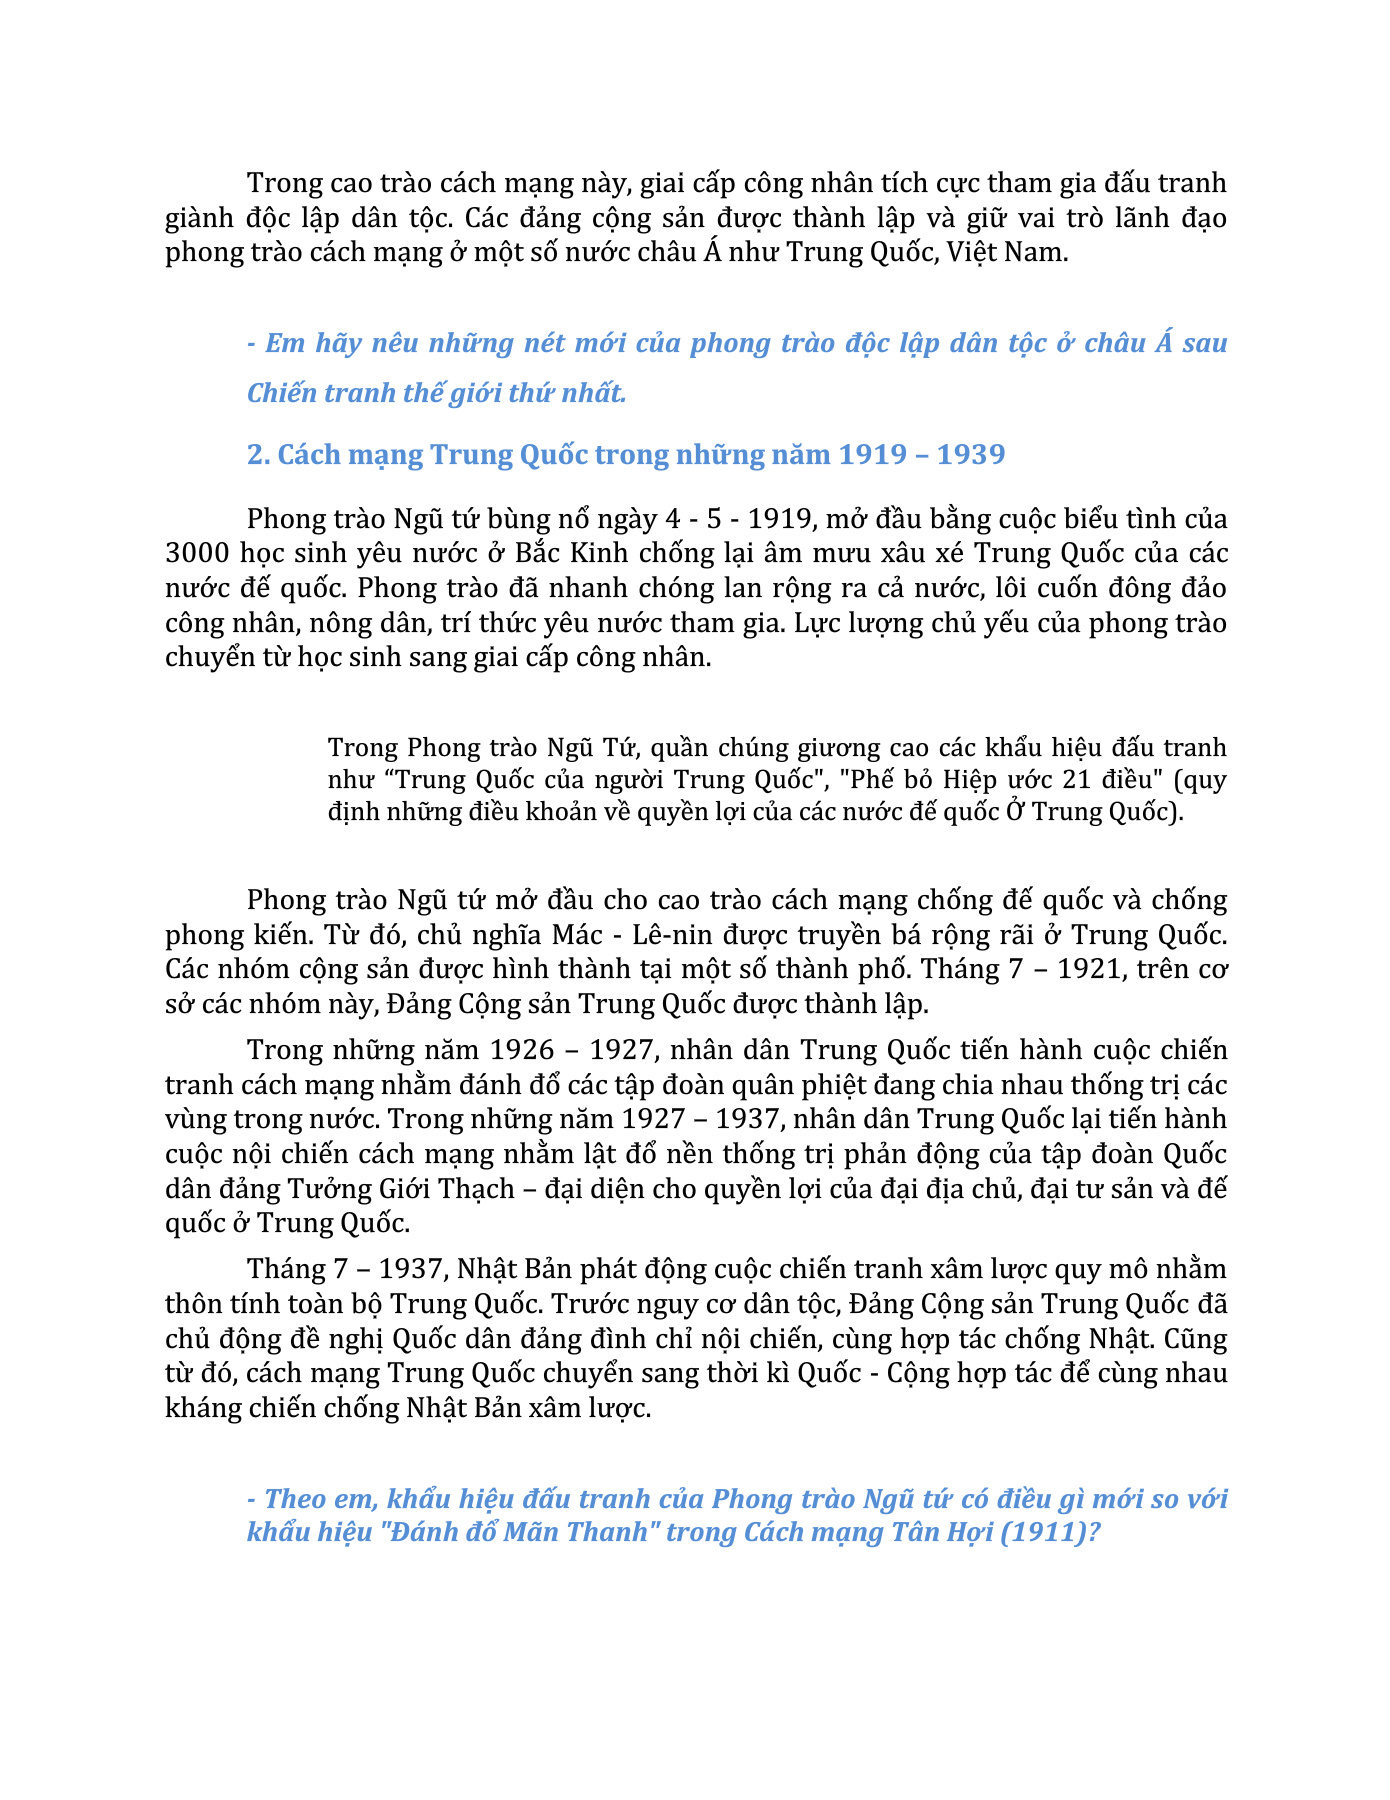 Trong cao trào cách mạng này, giai cấp công nhân tích cực tham gia đấu tranh
giành độc lập dân tộc. Các đảng cộng sản được thành lập và giữ vai trò lãnh đạo
phong trào cách mạng ở một số nước châu Á như Trung Quốc, Việt Nam.
- Em hãy nêu những nét mới của phong trào độc lập dân tộc ở châu Á sau
Chiến tranh thế giới thứ nhất.
2. Cách mạng Trung Quốc trong những năm 1919 – 1939
Phong trào Ngũ tứ bùng nổ ngày 4 - 5 - 1919, mở đầu bằng cuộc biểu tình của
3000 học sinh yêu nước ở Bắc Kinh chống lại âm mưu xâu xé Trung Quốc của các
nước đế quốc. Phong trào đã nhanh chóng lan rộng ra cả nước, lôi cuốn đông đảo
công nhân, nông dân, trí thức yêu nước tham gia. Lực lượng chủ yếu của phong trào
chuyển từ học sinh sang giai cấp công nhân.
Trong Phong trào Ngũ Tứ, quần chúng giương cao các khẩu hiệu đấu tranh
như “Trung Quốc của người Trung Quốc", "Phế bỏ Hiệp ước 21 điều" (quy
định những điều khoản về quyền lợi của các nước đế quốc Ở Trung Quốc).
Phong trào Ngũ tứ mở đầu cho cao trào cách mạng chống đế quốc và chống
phong kiến. Từ đó, chủ nghĩa Mác - Lê-nin được truyền bá rộng rãi ở Trung Quốc.
Các nhóm cộng sản được hình thành tại một số thành phố. Tháng 7 – 1921, trên cơ
sở các nhóm này, Đảng Cộng sản Trung Quốc được thành lập.
Trong những năm 1926 – 1927, nhân dân Trung Quốc tiến hành cuộc chiến
tranh cách mạng nhằm đánh đổ các tập đoàn quân phiệt đang chia nhau thống trị các
vùng trong nước. Trong những năm 1927 – 1937, nhân dân Trung Quốc lại tiến hành
cuộc nội chiến cách mạng nhằm lật đổ nền thống trị phản động của tập đoàn Quốc
dân đảng Tưởng Giới Thạch – đại diện cho quyền lợi của đại địa chủ, đại tư sản và đế
quốc ở Trung Quốc.
Tháng 7 – 1937, Nhật Bản phát động cuộc chiến tranh xâm lược quy mô nhằm
thôn tính toàn bộ Trung Quốc. Trước nguy cơ dân tộc, Đảng Cộng sản Trung Quốc đã
chủ động đề nghị Quốc dân đảng đình chỉ nội chiến, cùng hợp tác chống Nhật. Cũng
từ đó, cách mạng Trung Quốc chuyển sang thời kì Quốc - Cộng hợp tác để cùng nhau
kháng chiến chống Nhật Bản xâm lược.
- Theo em, khẩu hiệu đấu tranh của Phong trào Ngũ tứ có điều gì mới so với
khẩu hiệu "Đánh đổ Mãn Thanh" trong Cách mạng Tân Hợi (1911)?